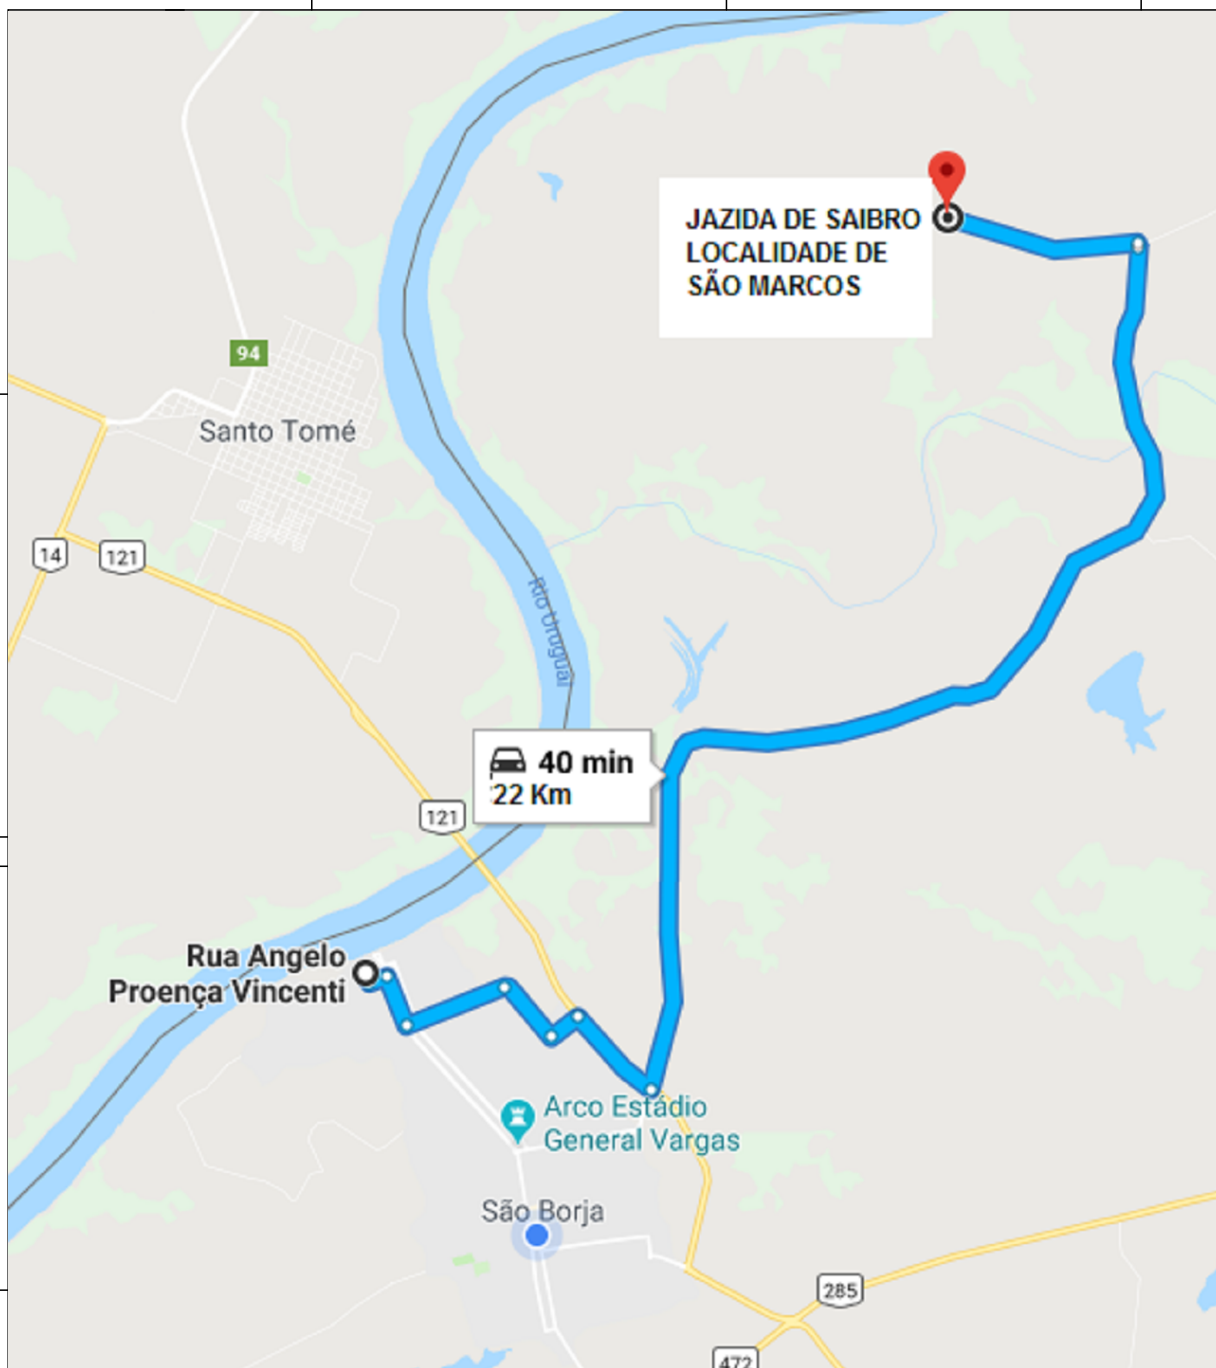 JAZIDA DE SAIBRO
LOCALIDADE DE
SÃO MARCOS
94
Santo Tomé
14
121
Rio Uruguai
40 min
22 Km
121
Rua Angelo
Proença Vincenti
Arco Estádio
General Vargas
São Borja
285
472